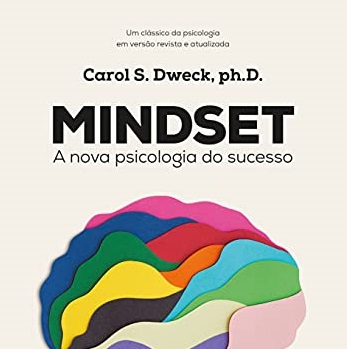 Um clássico da psicologia
em versão revista e atualizada
Carol S. Dweck, ph.D.
MINDSET
A nova psicologia do sucesso